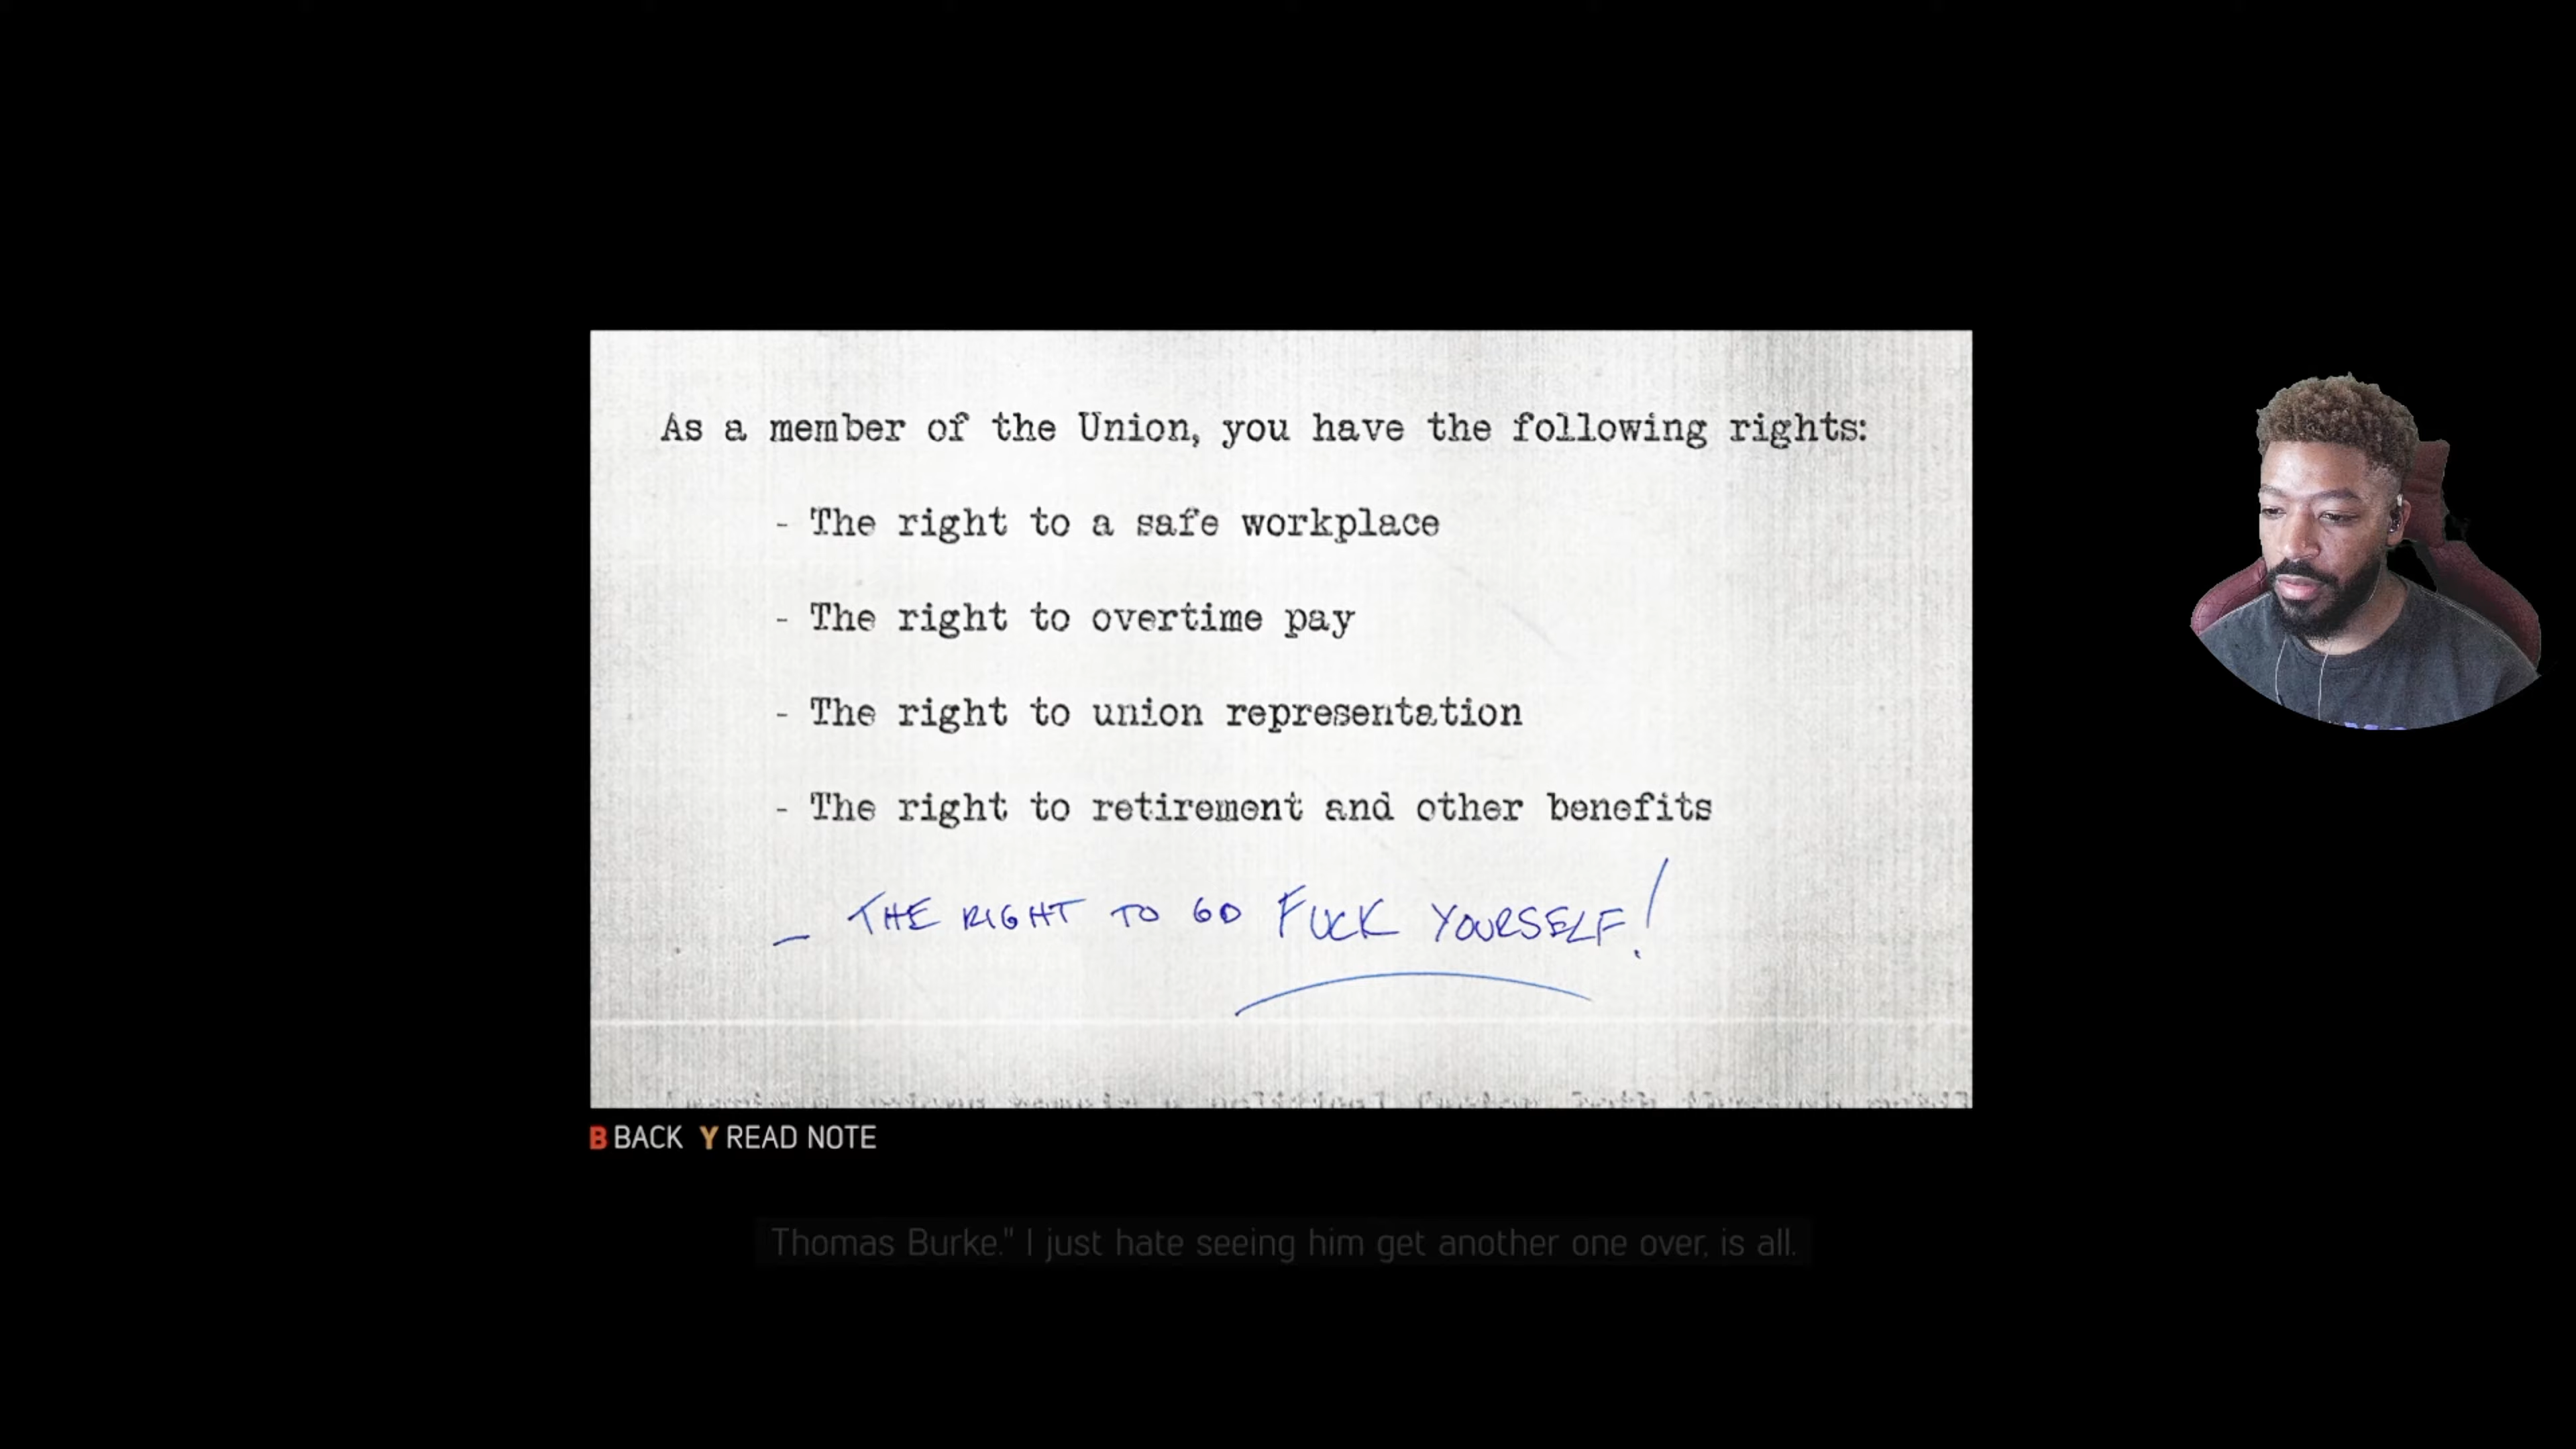 As a member of the Union, you have the following rights:
- The right to a safe workplace
- The right to overtime pay
- The right to union representation
- The right to retirement and other benefits
- THE RIGHT TO GO FUCK YOURSELF!
B BACK Y READ NOTE
Thomas Burke." I just hate seeing him get another one over, is all.